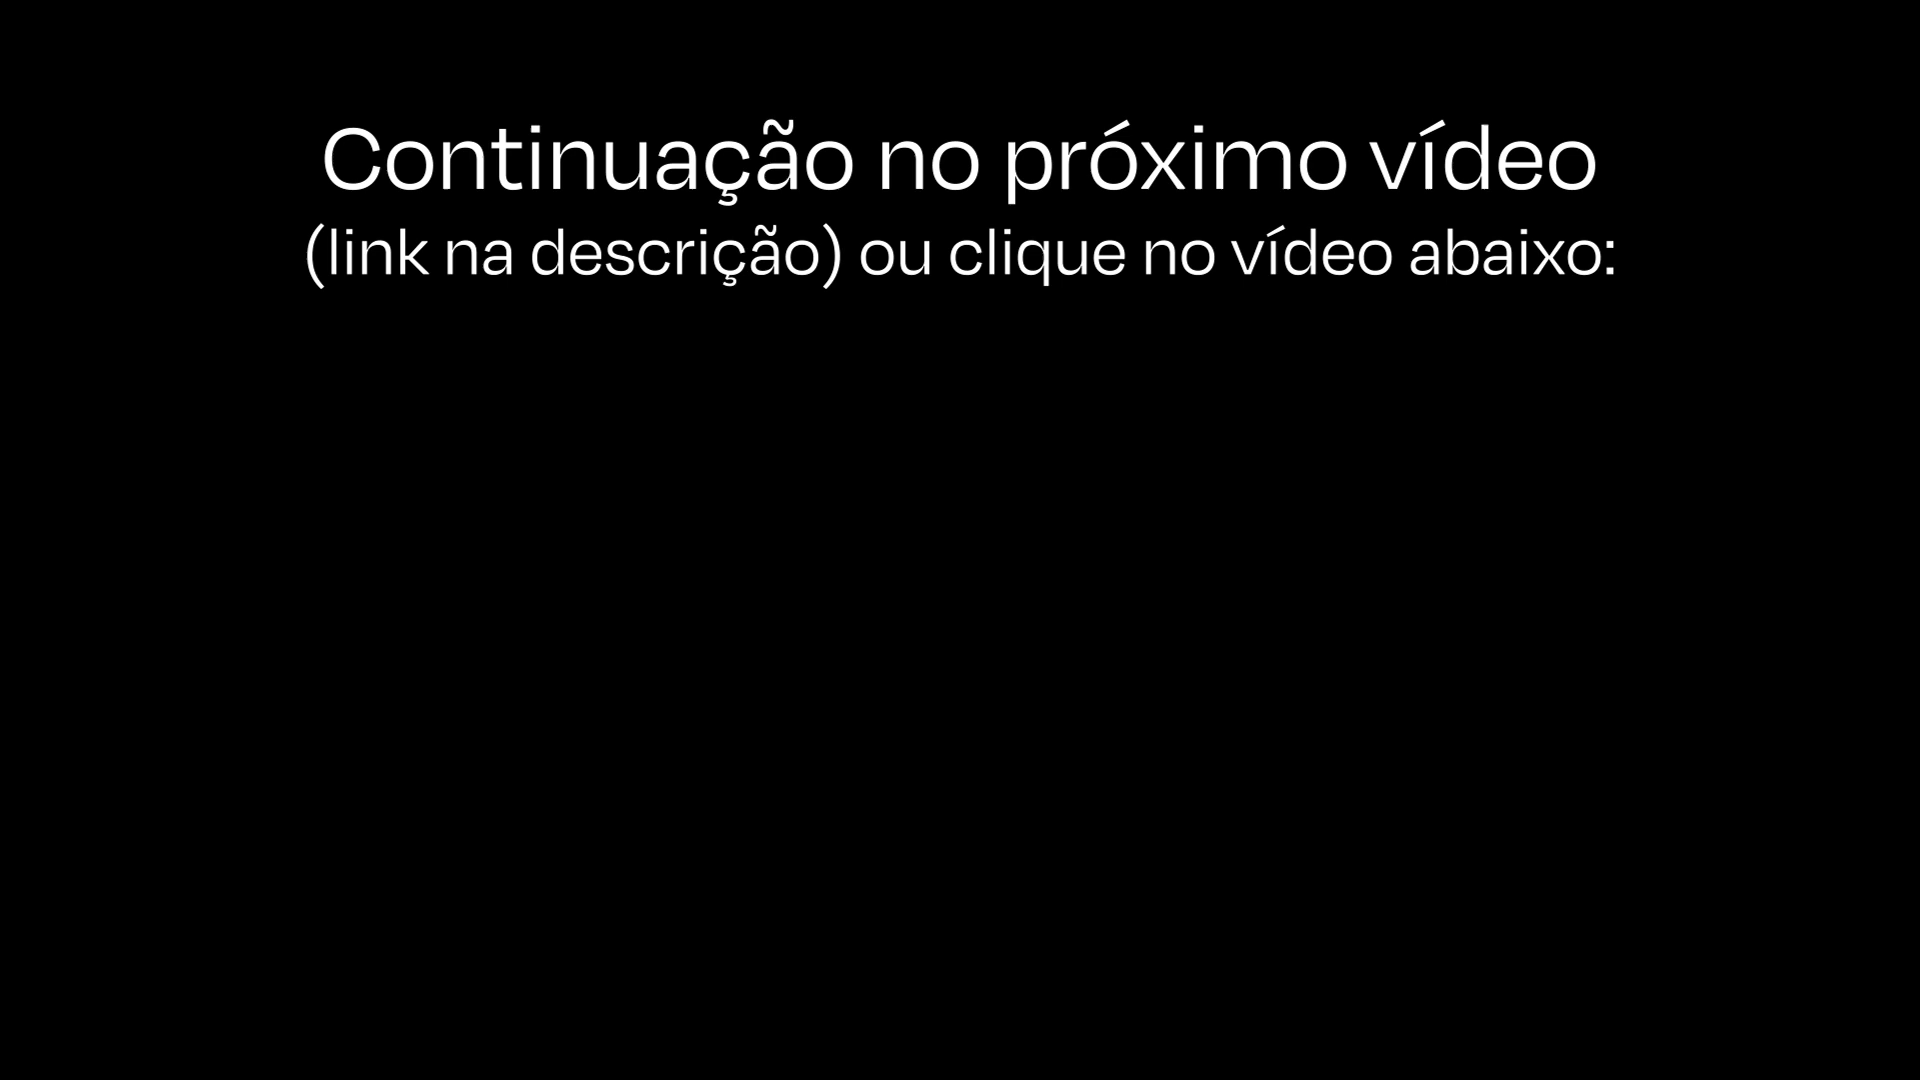 Continuação no próximo vídeo
(link na descrição) ou clique no vídeo abaixo: